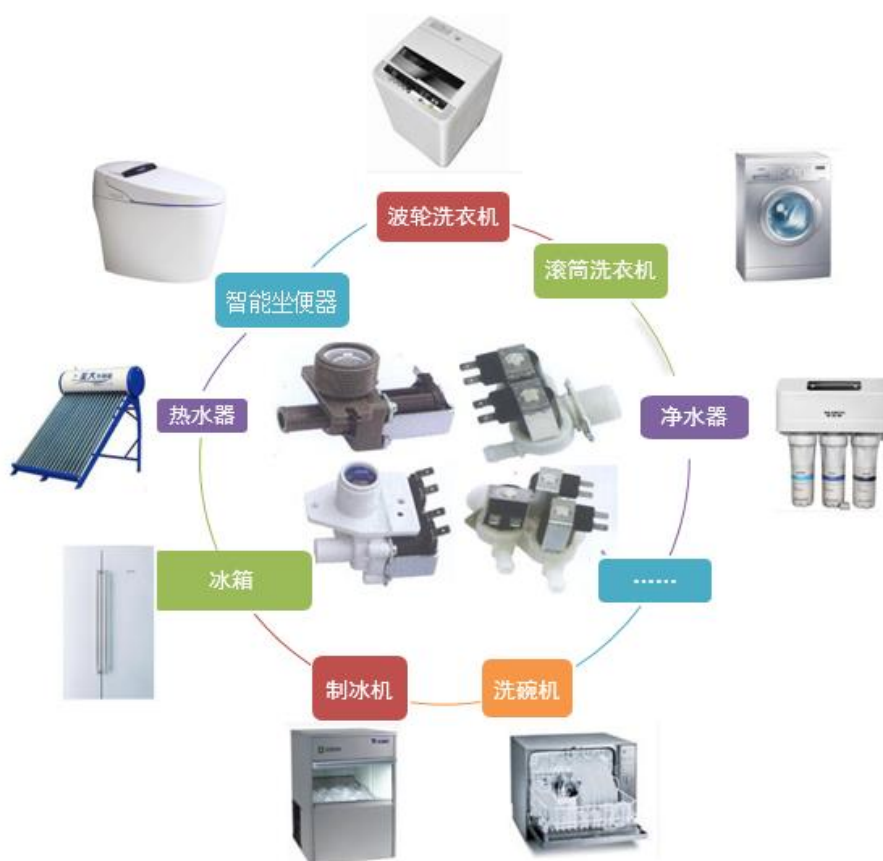 波轮洗衣机
滚筒洗衣机
智能坐便器
热水器
净水器
冰箱
......
制冰机
洗碗机